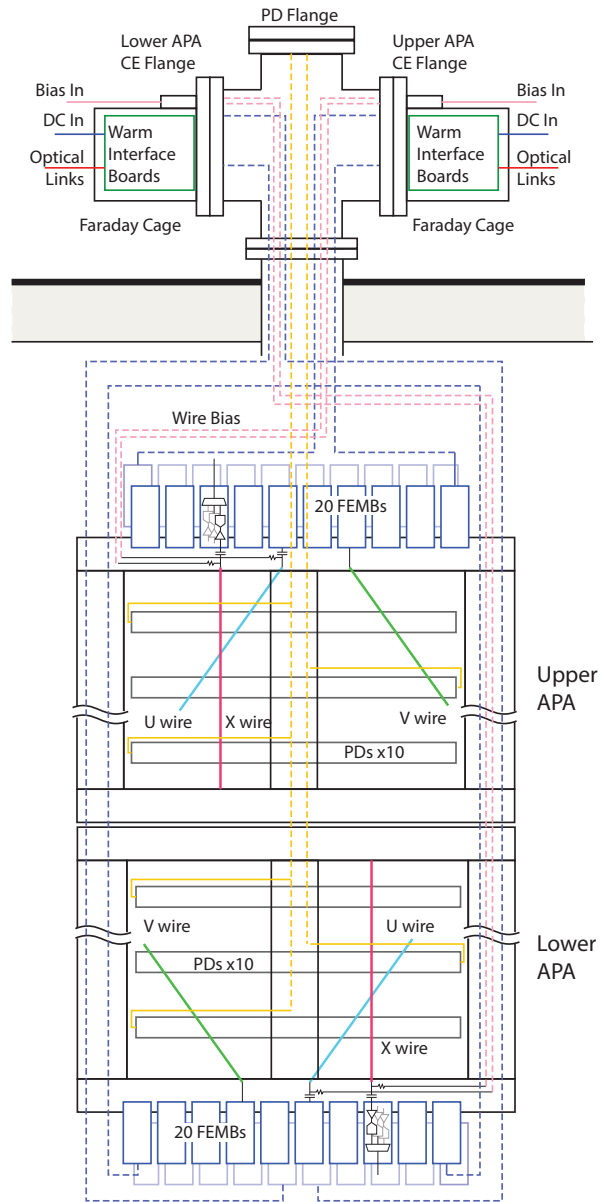 PD Flange
Lower APA
CE Flange
Upper APA
CE Flange
Bias In
Bias In
DC In
DC In
Optical
Links
Optical
Links
Warm
Interface
Boards
Warm
Interface
Boards
Faraday Cage
Faraday Cage
Wire Bias
20 FEMBs
Upper
APA
U wire
X wire
V wire
PDs x10
V wire
U wire
Lower
APA
PDs x10
X wire
20 FEMBs